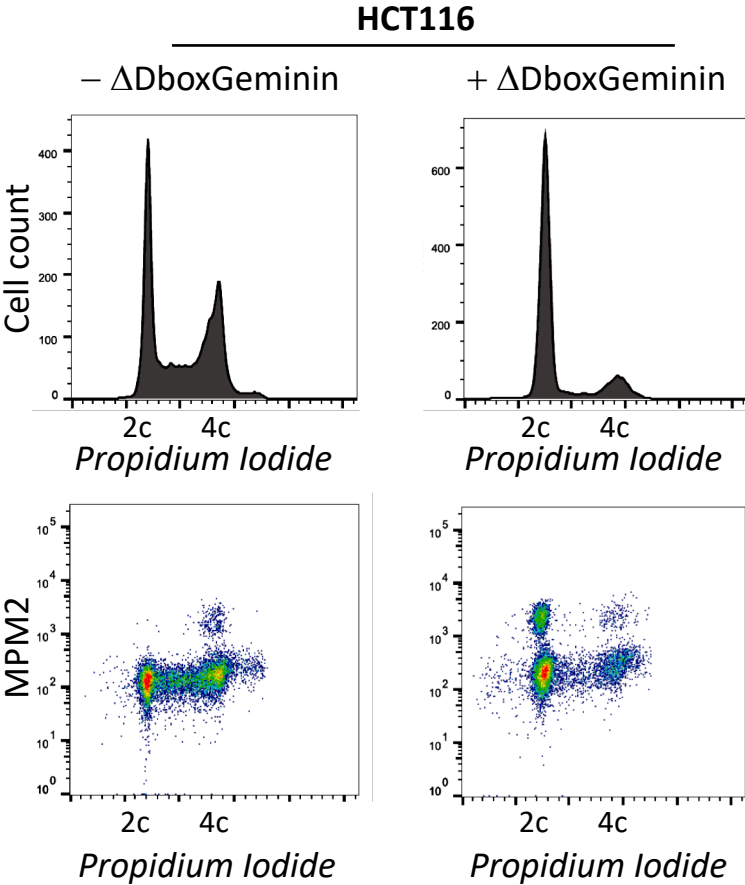 HCT116
– ΔDboxGeminin
+ ΔDboxGeminin
Cell count
400
300
200
100
0
2c 4c
Propidium Iodide
600
400
200
0
2c 4c
Propidium Iodide
MPM2
10^5
10^4
10^3
10^2
10^1
10^0
2c 4c
Propidium Iodide
10^5
10^4
10^3
10^2
10^1
10^0
2c 4c
Propidium Iodide